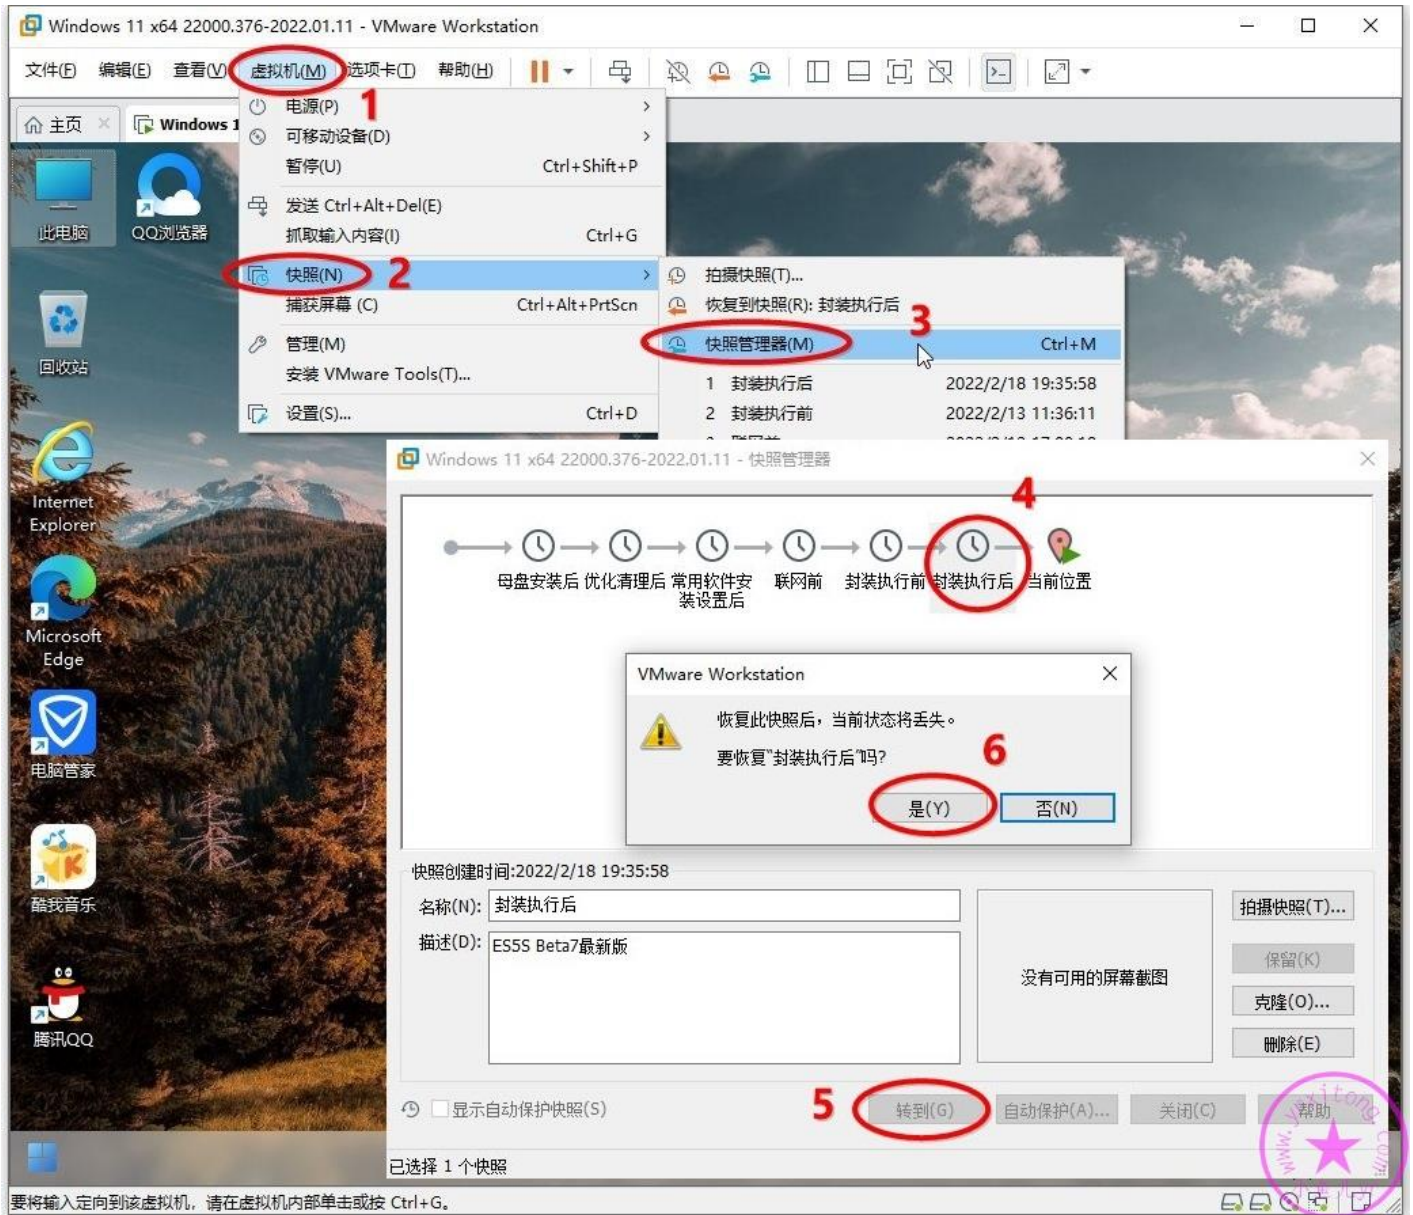 Windows 11 x64 22000.376-2022.01.11 - VMware Workstation
文件(F) 编辑(E) 查看(V) 虚拟机(M) 选项卡(T) 帮助(H)
1
主页 Windows 1
电源(P)
可移动设备(D)
暂停(U) Ctrl+Shift+P
发送 Ctrl+Alt+Del(E)
抓取输入内容(I) Ctrl+G
快照(N) 2
捕获屏幕 (C) Ctrl+Alt+PrtScn
管理(M)
安装 VMware Tools(T)...
设置(S)... Ctrl+D
拍摄快照(T)...
恢复到快照(R): 封装执行后
3
快照管理器(M) Ctrl+M
1 封装执行后 2022/2/18 19:35:58
2 封装执行前 2022/2/13 11:36:11
此电脑
QQ浏览器
回收站
Internet
Explorer
Microsoft
Edge
电脑管家
酷我音乐
腾讯QQ
Windows 11 x64 22000.376-2022.01.11 - 快照管理器
4
母盘安装后 优化清理后 常用软件安 联网前 封装执行前 封装执行后 当前位置
装设置后
VMware Workstation
恢复此快照后，当前状态将丢失。
要恢复"封装执行后"吗?
6
是(Y) 否(N)
快照创建时间:2022/2/18 19:35:58
名称(N): 封装执行后
描述(D): ES5S Beta7最新版
没有可用的屏幕截图
拍摄快照(T)...
保留(K)
克隆(O)...
删除(E)
显示自动保护快照(S)
5
转到(G) 自动保护(A)... 关闭(C) 帮助
已选择 1 个快照
要将输入定向到该虚拟机，请在虚拟机内部单击或按 Ctrl+G。